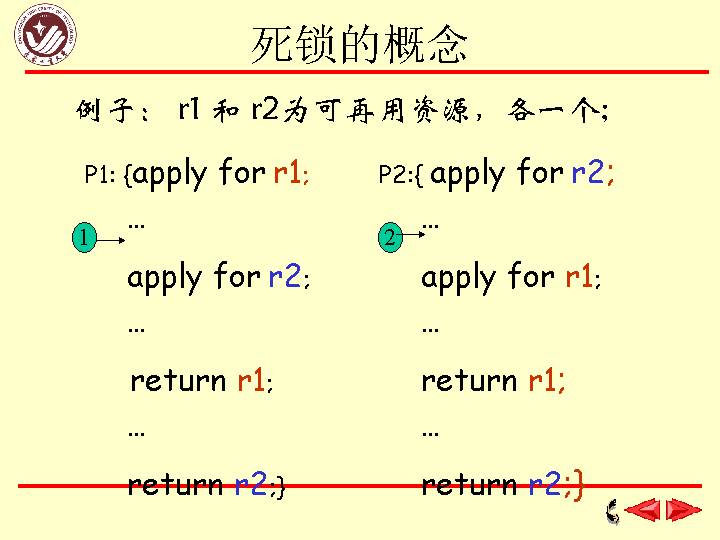 死锁的概念
例子： r1 和 r2为可再用资源，各一个；
P1: {apply for r1;
...
1
apply for r2;
...
return r1;
...
return r2;}
P2:{ apply for r2;
...
2
apply for r1;
...
return r1;
...
return r2;}